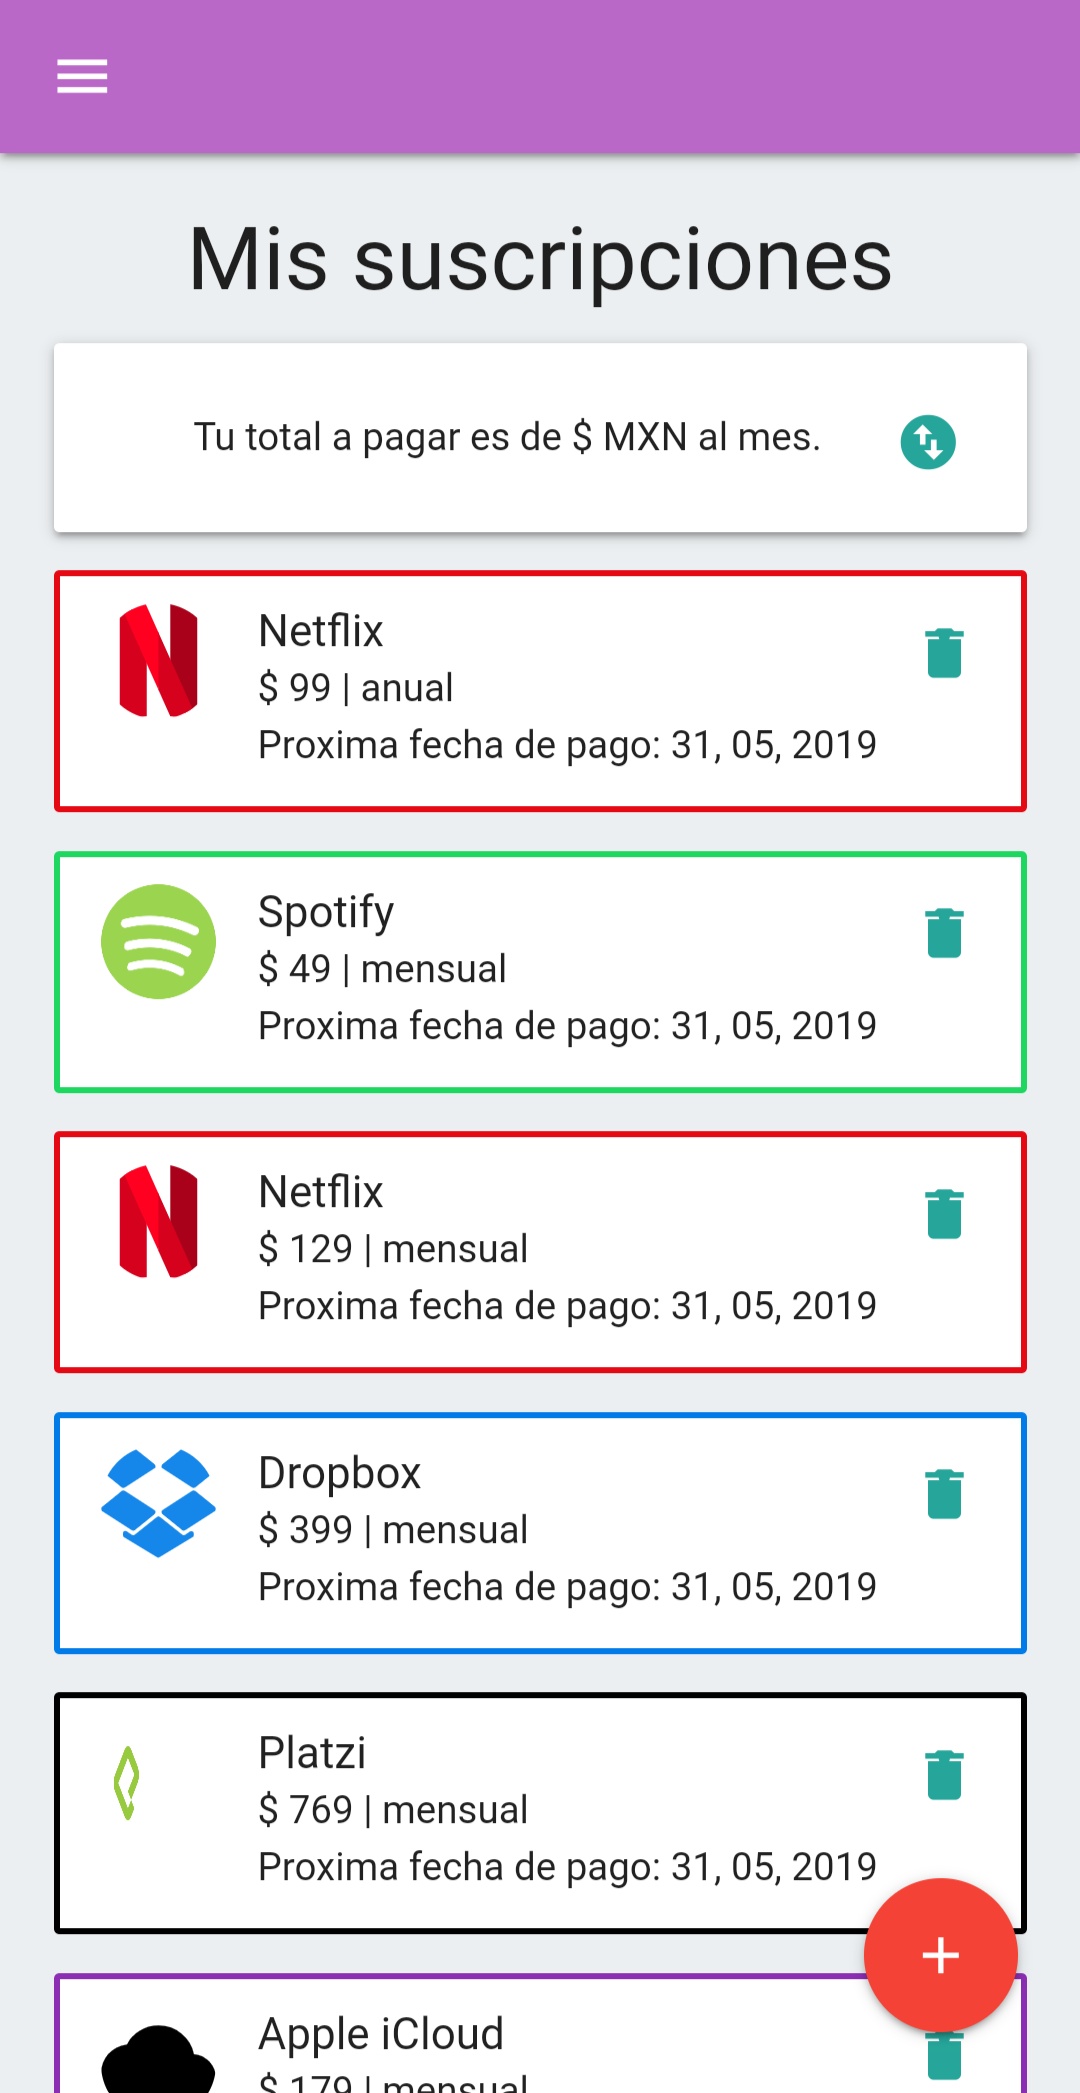 Mis suscripciones
Tu total a pagar es de $ MXN al mes.
Netflix
$ 99 | anual
Proxima fecha de pago: 31, 05, 2019
Spotify
$ 49 | mensual
Proxima fecha de pago: 31, 05, 2019
Netflix
$ 129 | mensual
Proxima fecha de pago: 31, 05, 2019
Dropbox
$ 399 | mensual
Proxima fecha de pago: 31, 05, 2019
Platzi
$ 769 | mensual
Proxima fecha de pago: 31, 05, 2019
Apple iCloud
$ 179 | mensual